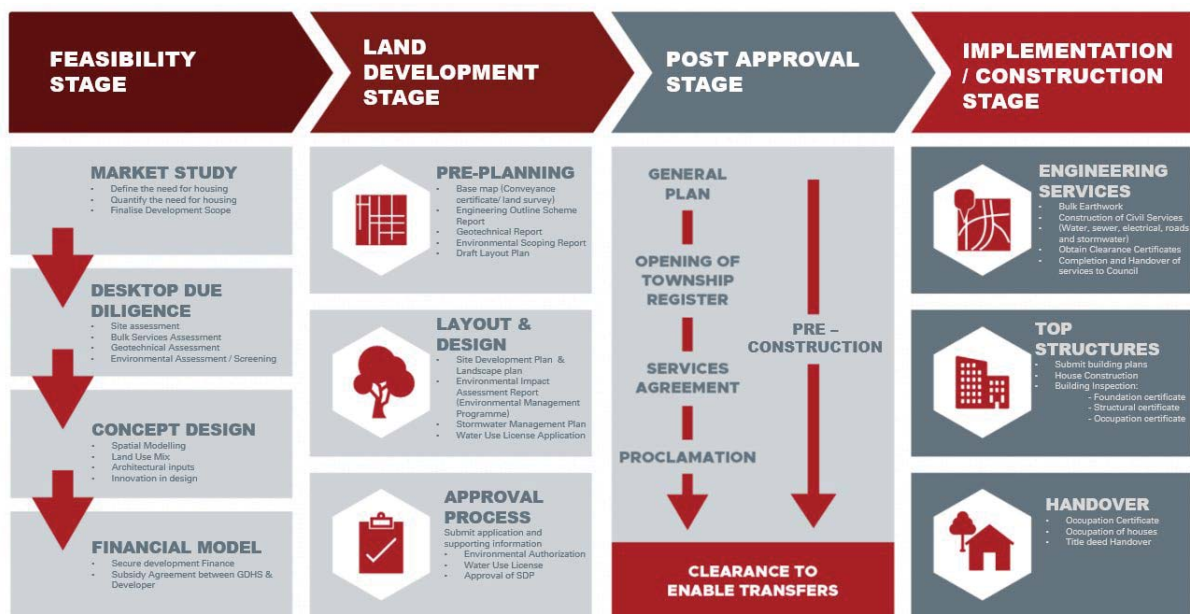 FEASIBILITY
STAGE
LAND
DEVELOPMENT
STAGE
POST APPROVAL
STAGE
IMPLEMENTATION
/ CONSTRUCTION
STAGE
MARKET STUDY
• Define the need for housing
• Quantify the need for housing
• Finalise Development Scope
DESKTOP DUE
DILIGENCE
• Site assessment
• Bulk Services Assessment
• Geotechnical Assessment
• Environmental Assessment / Screening
CONCEPT DESIGN
• Spatial Modelling
• Land Use Mix
• Architectural inputs
• Innovation in design
FINANCIAL MODEL
• Secure development Finance
• Subsidy Agreement between GDHS &
Developer
PRE-PLANNING
• Base map (Conveyance
certificate/ land survey)
• Engineering Outline Scheme
Report
• Geotechnical Report
• Environmental Scoping Report
• Draft Layout Plan
LAYOUT &
DESIGN
• Site Development Plan &
Landscape plan
• Environmental Impact
Assessment Report
(Environmental Management
Programme)
• Stormwater Management Plan
• Water Use License Application
APPROVAL
PROCESS
Submit application and
supporting information
• Environmental Authorization
• Water Use License
• Approval of SDP
GENERAL
PLAN
OPENING OF
TOWNSHIP
REGISTER
SERVICES
AGREEMENT
PROCLAMATION
PRE –
CONSTRUCTION
CLEARANCE TO
ENABLE TRANSFERS
ENGINEERING
SERVICES
• Bulk Earthwork
• Construction of Civil Services
• (Water, sewer, electrical, roads
and stormwater)
• Obtain Clearance Certificates
• Completion and Handover of
services to Council
TOP
STRUCTURES
• Submit building plans
• House Construction
• Building Inspection:
- Foundation certificate
- Structural certificate
- Occupation certificate
HANDOVER
• Occupation Certificate
• Occupation of houses
• Title deed Handover